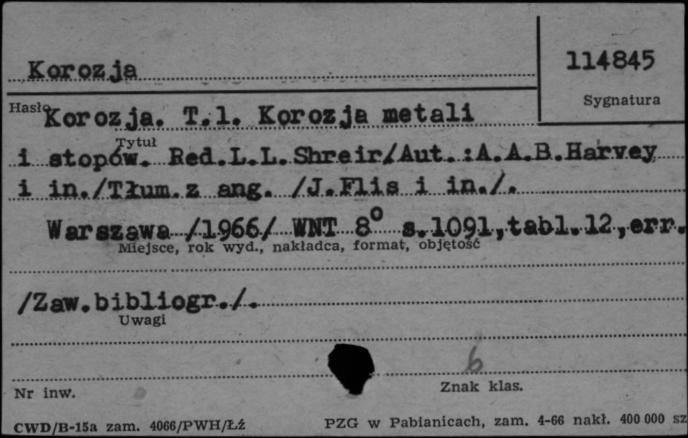 Korozja
114845
Hasło
Sygnatura
Korozja. T.1. Korozja metali
Tytuł
i stopów. Red.L.L.Shreir/Aut.:A.A.B.Harvey
i in./Tłum.z ang. /J.Flis i in./.
Warszawa /1966/ WNT 8° s.1091,tabl.12,err.
Miejsce, rok wyd., nakładca, format, objętość
/Zaw.bibliogr./.
Uwagi
6
Nr inw.
Znak klas.
CWD/B-15a zam. 4066/PWH/Łź
PZG w Pabianicach, zam. 4-66 nakł. 400 000 sz